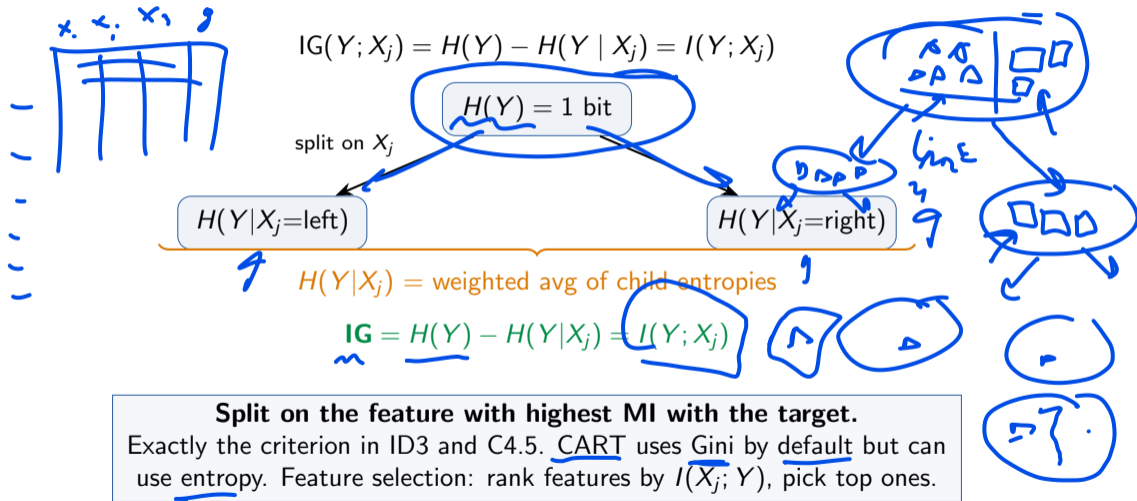 IG(Y; X_j) = H(Y) − H(Y | X_j) = I(Y; X_j)
H(Y) = 1 bit
split on X_j
H(Y|X_j=left)
H(Y|X_j=right)
H(Y|X_j) = weighted avg of child entropies
IG = H(Y) − H(Y|X_j) = I(Y; X_j)
Split on the feature with highest MI with the target.
Exactly the criterion in ID3 and C4.5. CART uses Gini by default but can
use entropy. Feature selection: rank features by I(X_j; Y), pick top ones.